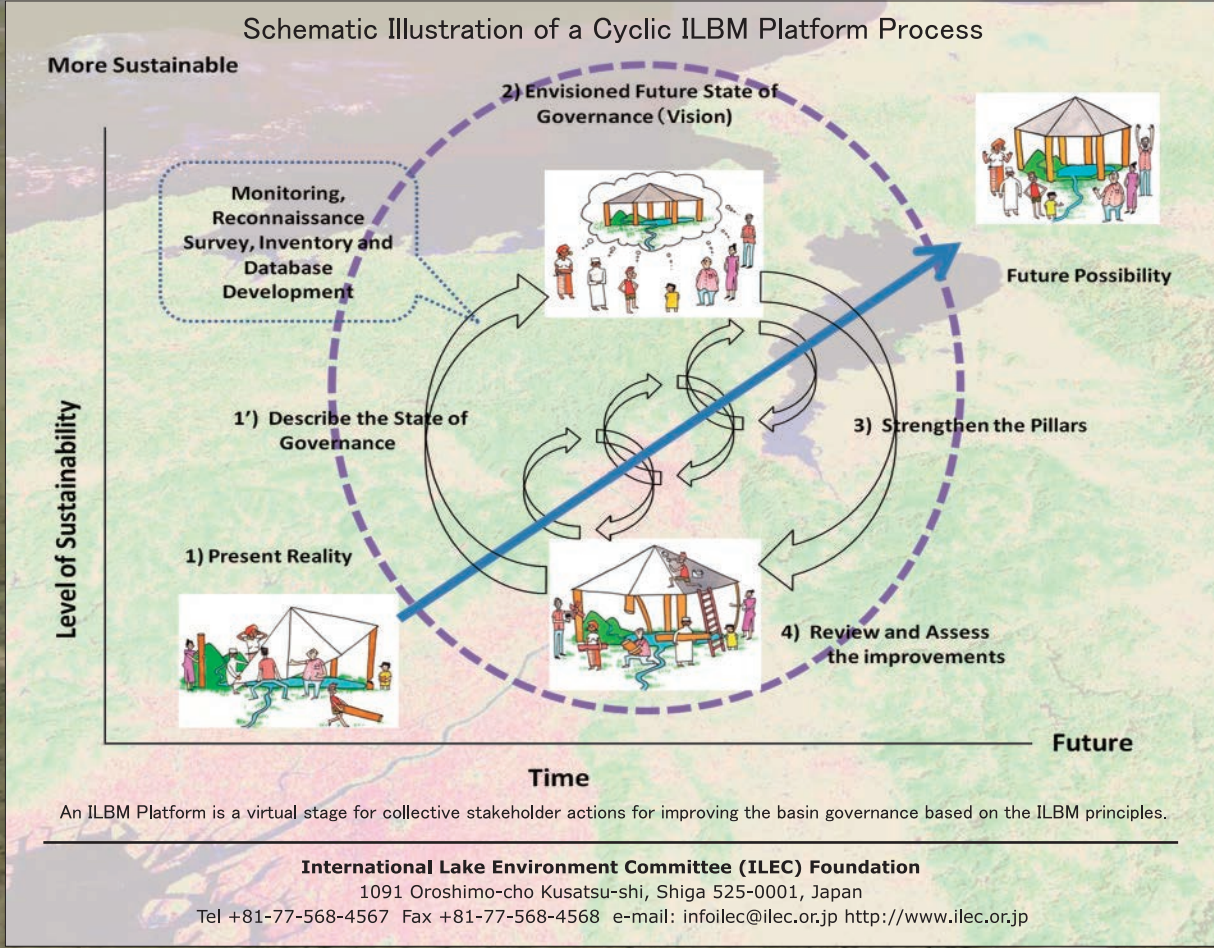 Schematic Illustration of a Cyclic ILBM Platform Process
More Sustainable
2) Envisioned Future State of
Governance (Vision)
Monitoring,
Reconnaissance
Survey, Inventory and
Database
Development
Future Possibility
1') Describe the State of
Governance
3) Strengthen the Pillars
Level of Sustainability
1) Present Reality
4) Review and Assess
the improvements
Future
Time
An ILBM Platform is a virtual stage for collective stakeholder actions for improving the basin governance based on the ILBM principles.
International Lake Environment Committee (ILEC) Foundation
1091 Oroshimo-cho Kusatsu-shi, Shiga 525-0001, Japan
Tel +81-77-568-4567 Fax +81-77-568-4568 e-mail: infoilec@ilec.or.jp http://www.ilec.or.jp